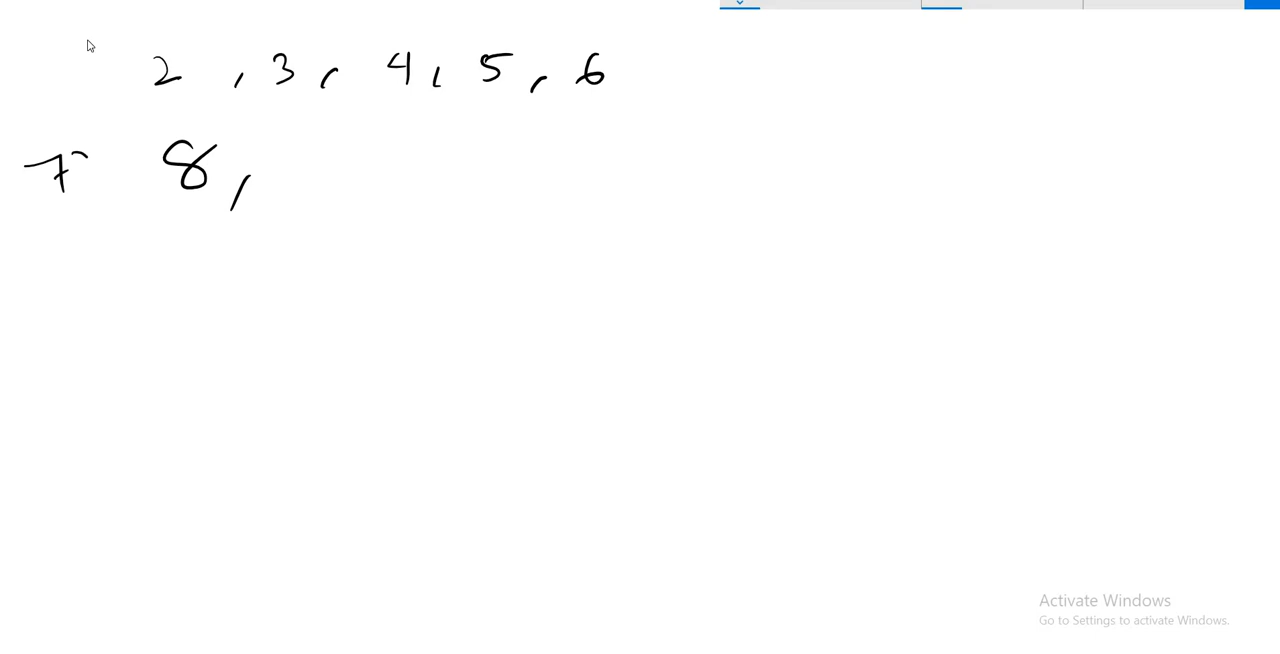 2 , 3, 4, 5, 6
7 8,
Activate Windows
Go to Settings to activate Windows.